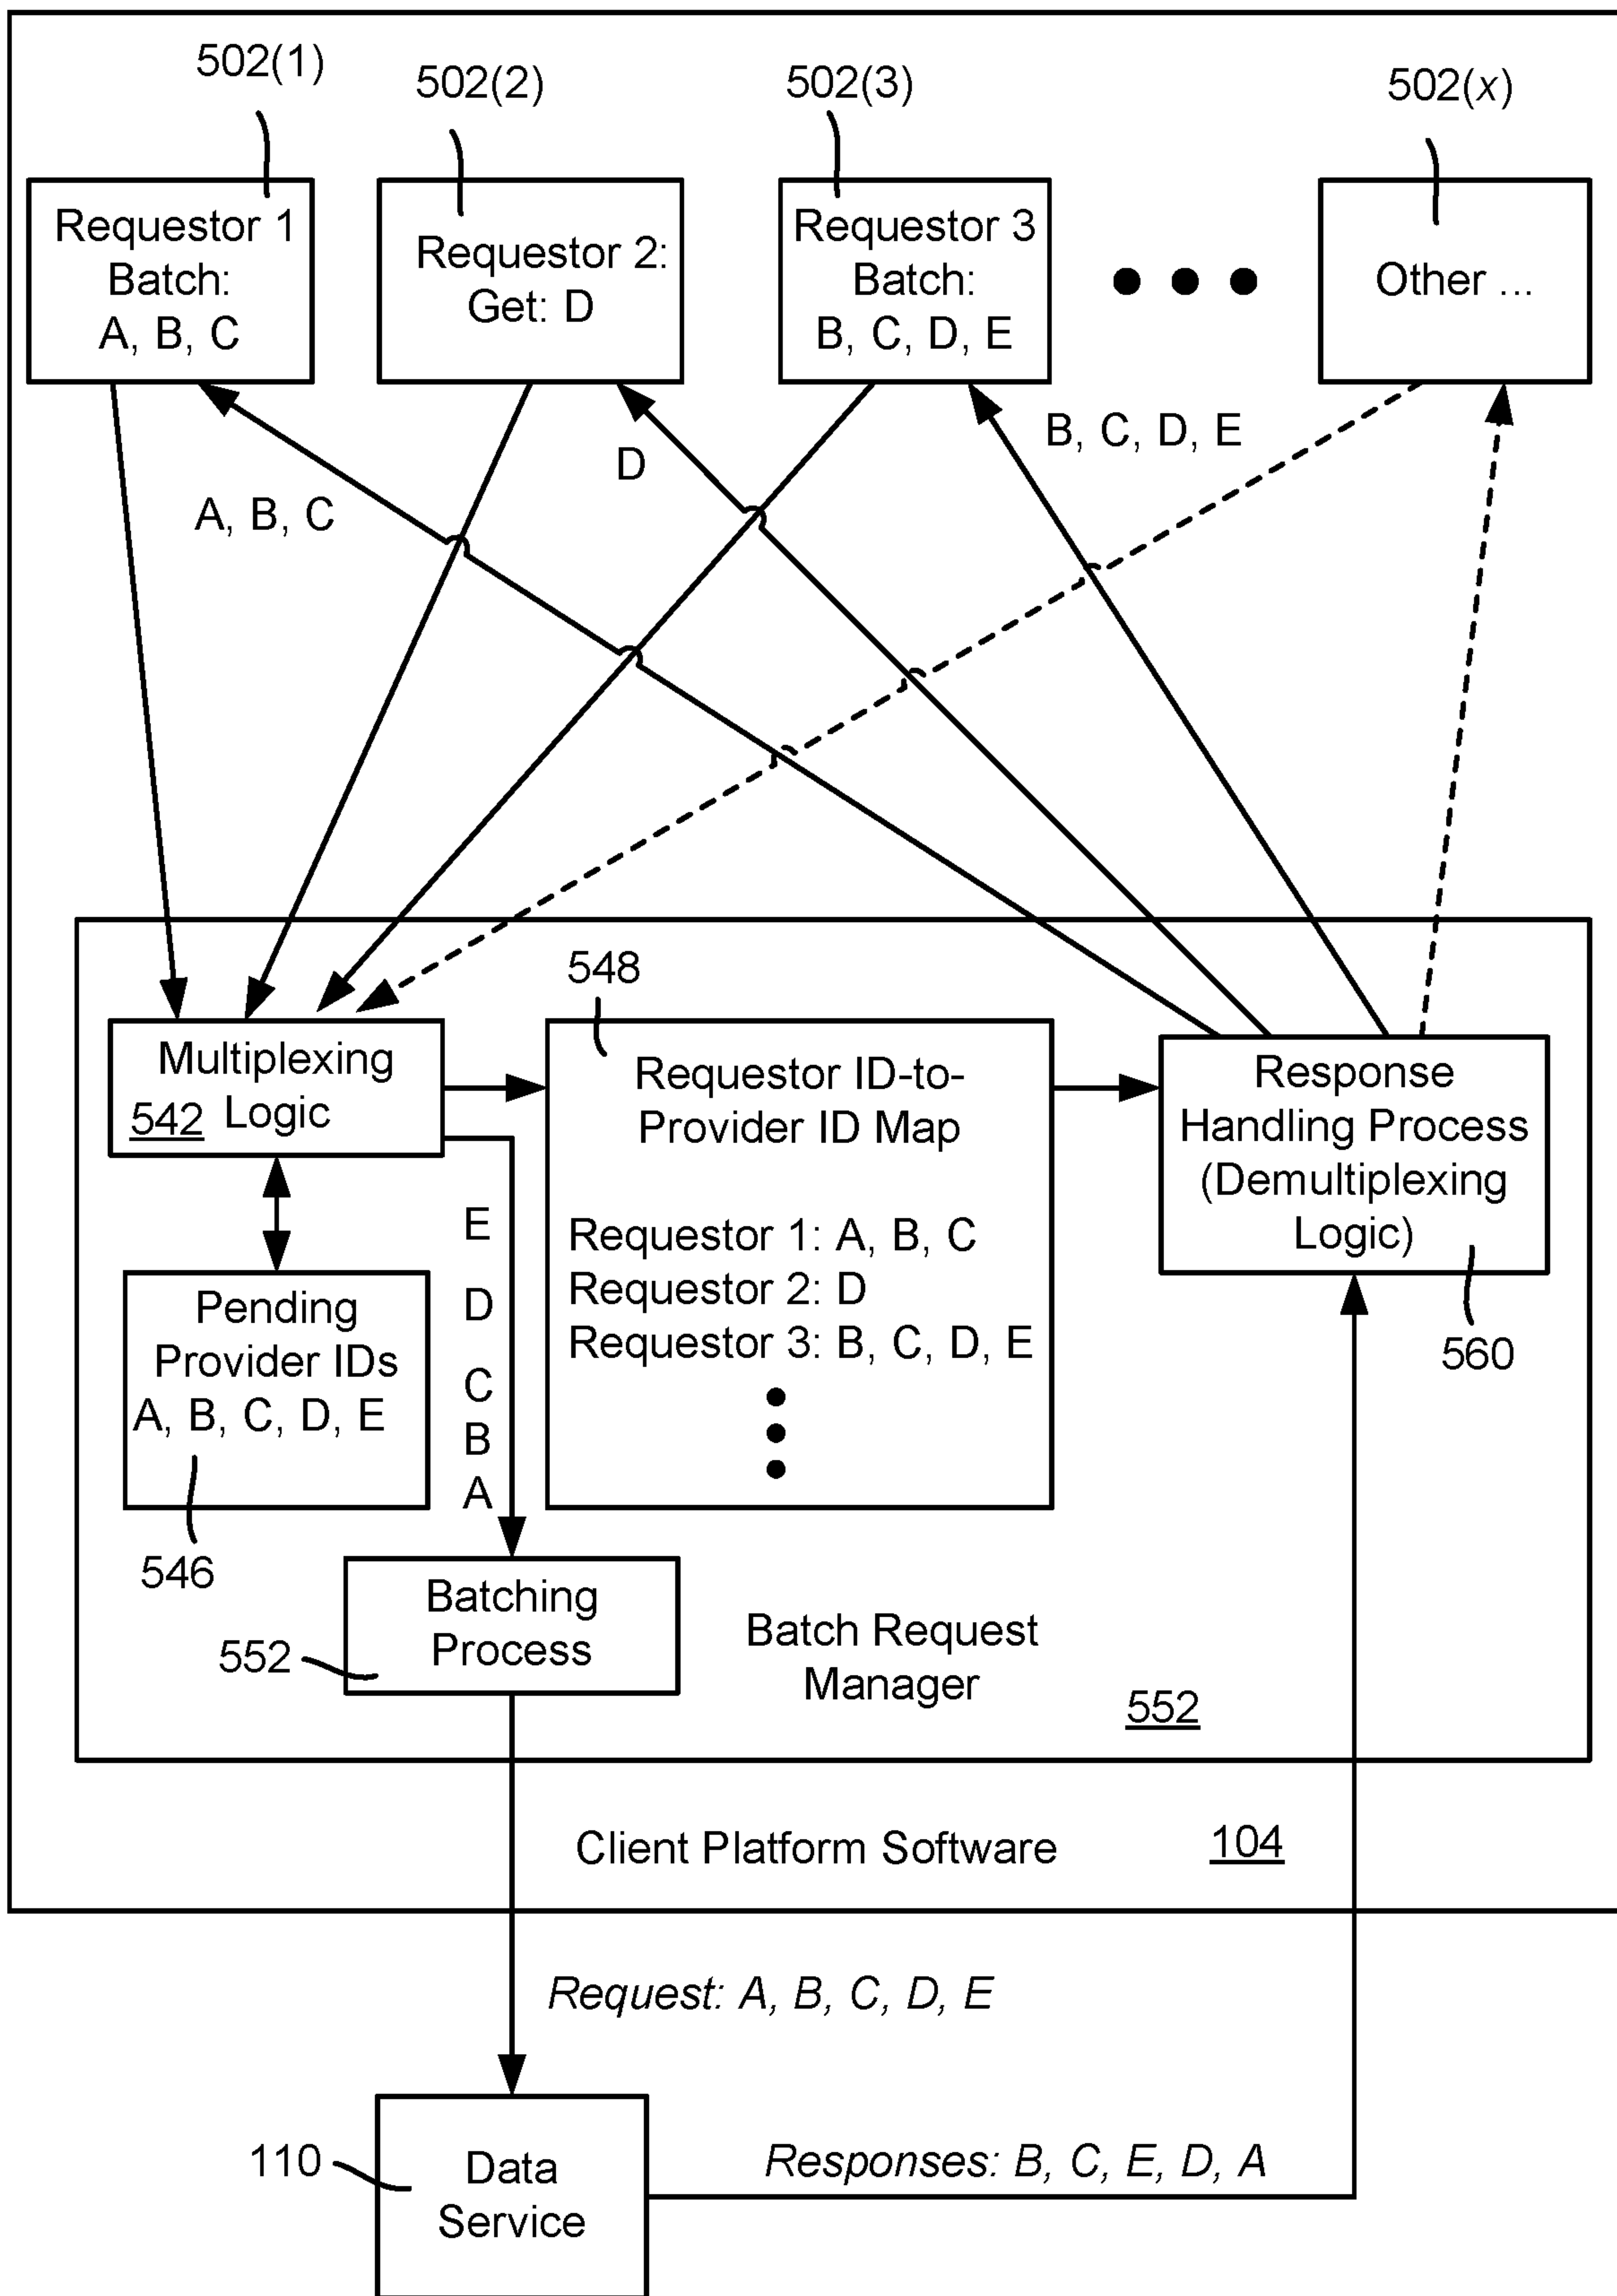 502(1)
502(2)
502(3)
502(x)
Requestor 1
Batch:
A, B, C
Requestor 2:
Get: D
Requestor 3
Batch:
B, C, D, E
Other ...
A, B, C
D
B, C, D, E
548
Multiplexing
Logic
542
Requestor ID-to-
Provider ID Map
Requestor 1: A, B, C
Requestor 2: D
Requestor 3: B, C, D, E
Response
Handling Process
(Demultiplexing
Logic)
560
Pending
Provider IDs
A, B, C, D, E
546
E
D
C
B
A
Batching
Process
552
Batch Request
Manager
552
Client Platform Software
104
Request: A, B, C, D, E
110
Data
Service
Responses: B, C, E, D, A